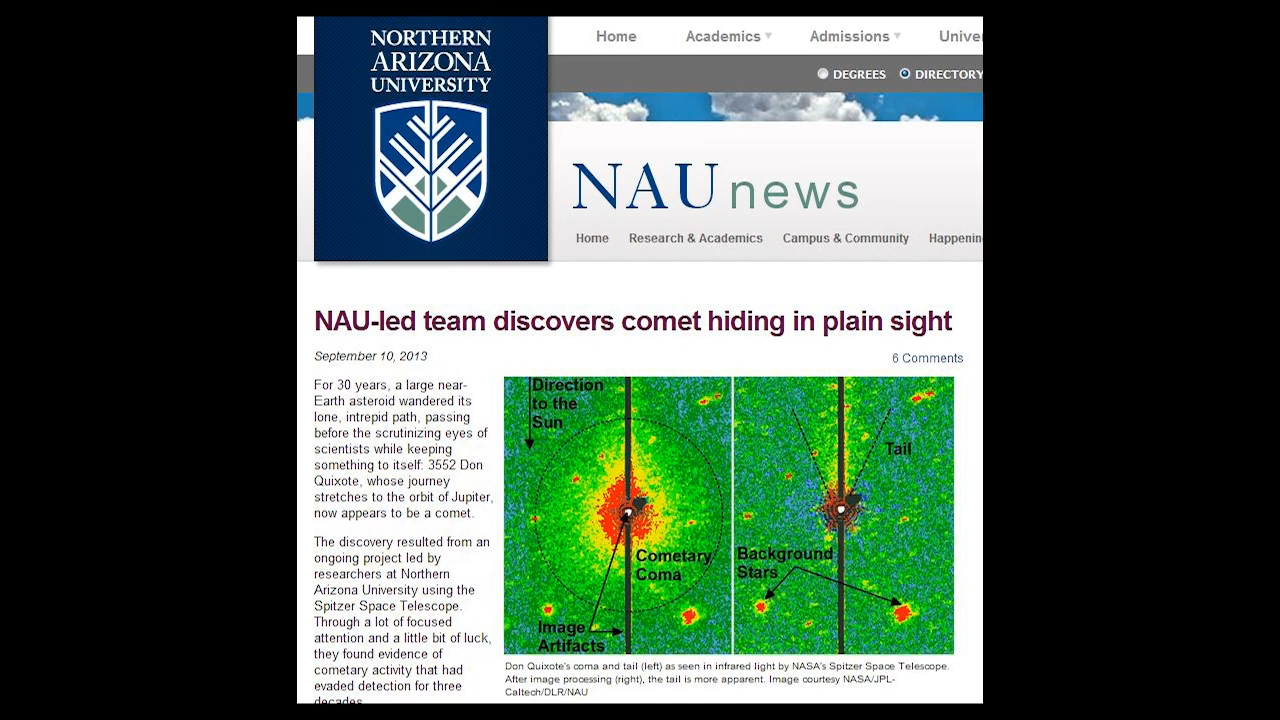 NORTHERN
ARIZONA
UNIVERSITY
Home Academics Admissions Univer
DEGREES DIRECTORY
NAU news
Home Research & Academics Campus & Community Happenin
NAU-led team discovers comet hiding in plain sight
September 10, 2013
6 Comments
For 30 years, a large near-
Earth asteroid wandered its
lone, intrepid path, passing
before the scrutinizing eyes of
scientists while keeping
something to itself: 3552 Don
Quixote, whose journey
stretches to the orbit of Jupiter,
now appears to be a comet.
The discovery resulted from an
ongoing project led by
researchers at Northern
Arizona University using the
Spitzer Space Telescope.
Through a lot of focused
attention and a little bit of luck,
they found evidence of
cometary activity that had
evaded detection for three
decades.
Direction
to the
Sun
Cometary
Coma
Image
Artifacts
Tail
Background
Stars
Don Quixote's coma and tail (left) as seen in infrared light by NASA's Spitzer Space Telescope.
After image processing (right), the tail is more apparent. Image courtesy NASA/JPL-
Caltech/DLR/NAU